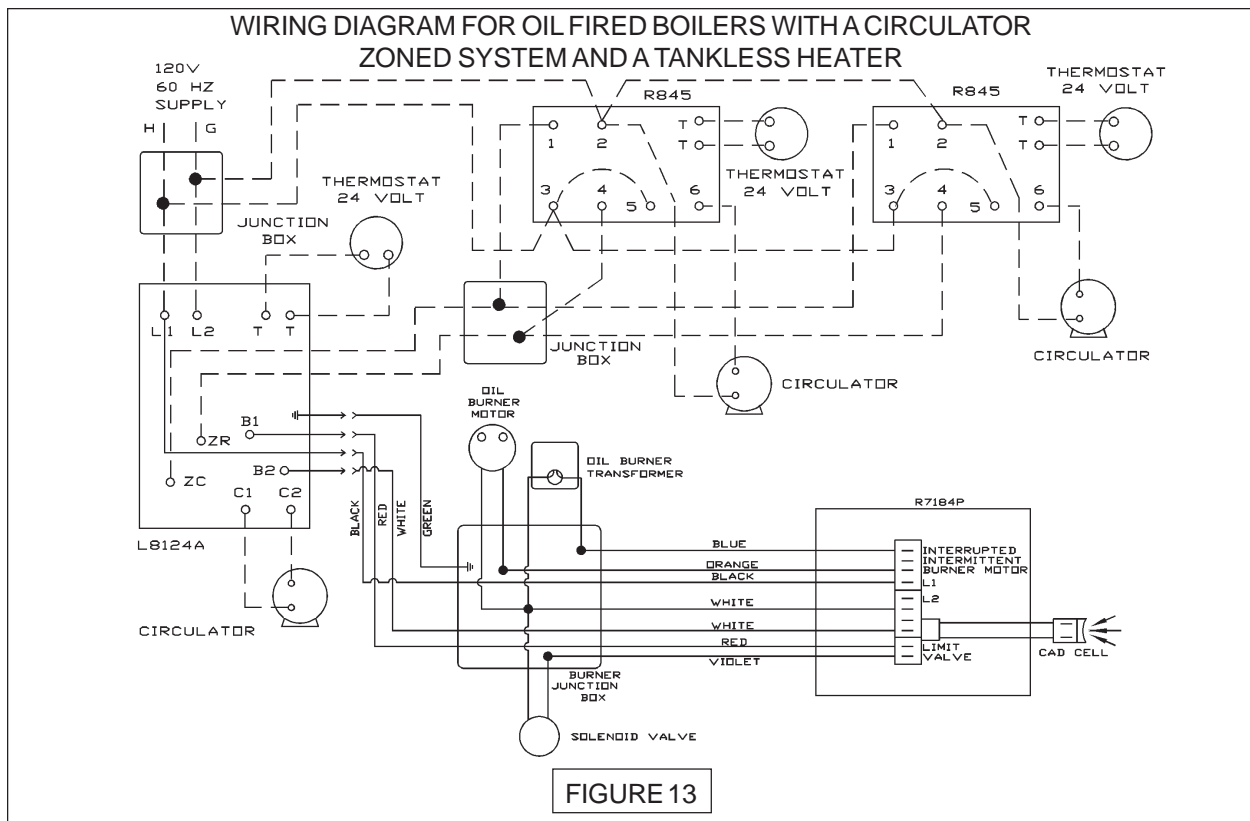 WIRING DIAGRAM FOR OIL FIRED BOILERS WITH A CIRCULATOR
ZONED SYSTEM AND A TANKLESS HEATER
120V
60 HZ
SUPPLY
H
G
THERMOSTAT
24 VOLT
JUNCTION
BOX
R845
1
2
T
T
3
4
5
6
THERMOSTAT
24 VOLT
R845
1
2
T
T
3
4
5
6
THERMOSTAT
24 VOLT
CIRCULATOR
JUNCTION
BOX
CIRCULATOR
L1
L2
T
T
B1
ZR
B2
ZC
C1
C2
L8124A
CIRCULATOR
BLACK
RED
WHITE
GREEN
OIL
BURNER
MOTOR
OIL BURNER
TRANSFORMER
BLUE
ORANGE
BLACK
WHITE
WHITE
RED
VIOLET
BURNER
JUNCTION
BOX
SOLENOID VALVE
R7184P
INTERRUPTED
INTERMITTENT
BURNER MOTOR
L1
L2
LIMIT
VALVE
CAD CELL
FIGURE 13